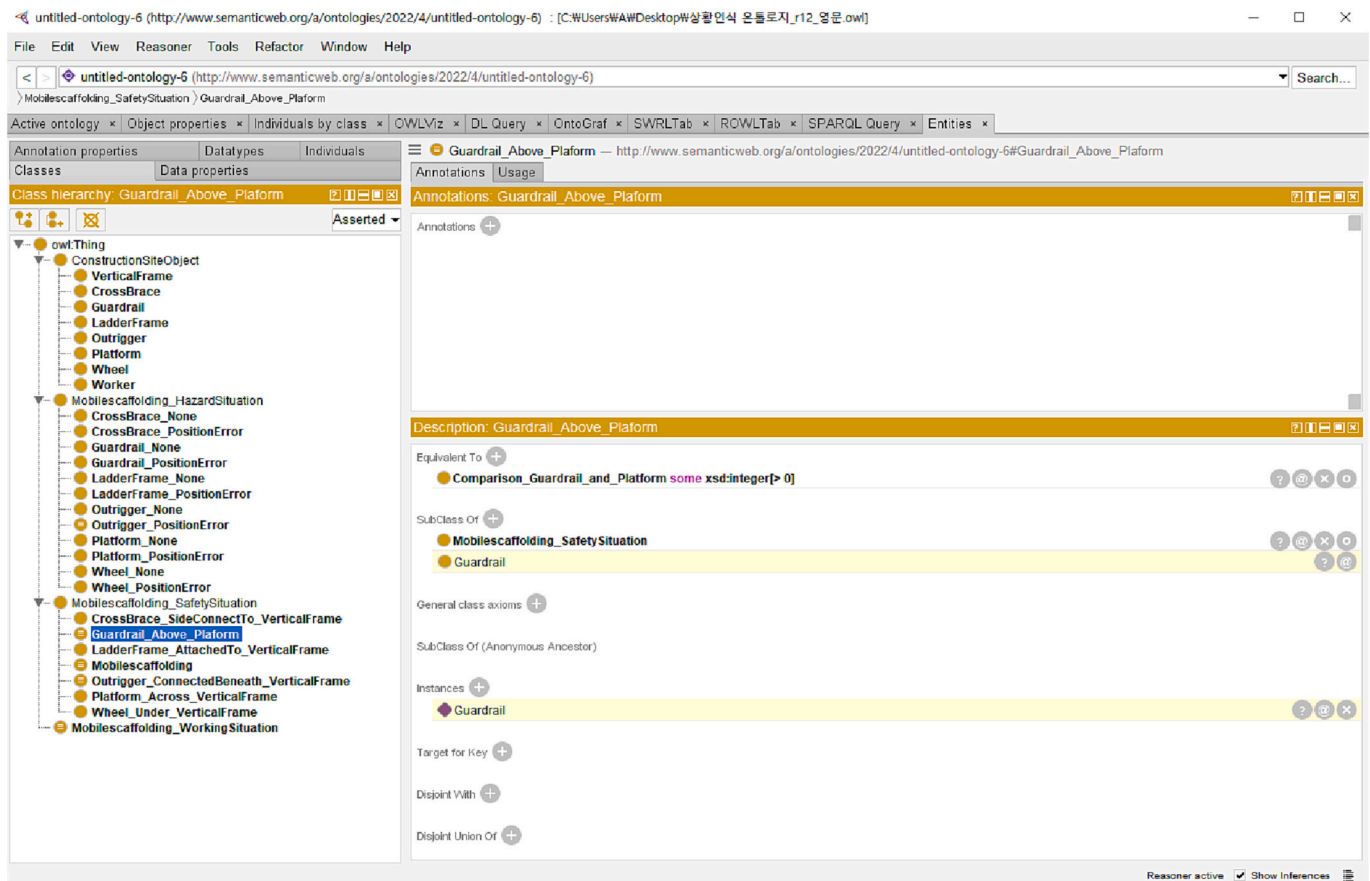 untitled-ontology-6 (http://www.semanticweb.org/a/ontologies/2022/4/untitled-ontology-6) : [C:₩Users₩A₩Desktop₩상황인식 온톨로지_r12_영문.owl]
File Edit View Reasoner Tools Refactor Window Help
< > untitled-ontology-6 (http://www.semanticweb.org/a/ontologies/2022/4/untitled-ontology-6) Search...
Mobilescaffolding_SafetySituation Guardrail_Above_Plaform
Active ontology × Object properties × Individuals by class × OWLViz × DL Query × OntoGraf × SWRLTab × ROWLTab × SPARQL Query × Entities ×
Annotation properties Datatypes Individuals
Classes Data properties
Class hierarchy: Guardrail_Above_Plaform
Asserted
owl:Thing
ConstructionSiteObject
VerticalFrame
CrossBrace
Guardrail
LadderFrame
Outrigger
Platform
Wheel
Worker
Mobilescaffolding_HazardSituation
CrossBrace_None
CrossBrace_PositionError
Guardrail_None
Guardrail_PositionError
LadderFrame_None
LadderFrame_PositionError
Outrigger_None
Outrigger_PositionError
Platform_None
Platform_PositionError
Wheel_None
Wheel_PositionError
Mobilescaffolding_SafetySituation
CrossBrace_SideConnectTo_VerticalFrame
Guardrail_Above_Plaform
LadderFrame_AttachedTo_VerticalFrame
Mobilescaffolding
Outrigger_ConnectedBeneath_VerticalFrame
Platform_Across_VerticalFrame
Wheel_Under_VerticalFrame
Mobilescaffolding_WorkingSituation
Guardrail_Above_Plaform — http://www.semanticweb.org/a/ontologies/2022/4/untitled-ontology-6#Guardrail_Above_Plaform
Annotations Usage
Annotations: Guardrail_Above_Plaform
Annotations
Description: Guardrail_Above_Plaform
Equivalent To
Comparison_Guardrail_and_Platform some xsd:integer[> 0]
SubClass Of
Mobilescaffolding_SafetySituation
Guardrail
General class axioms
SubClass Of (Anonymous Ancestor)
Instances
Guardrail
Target for Key
Disjoint With
Disjoint Union Of
Reasoner active Show Inferences